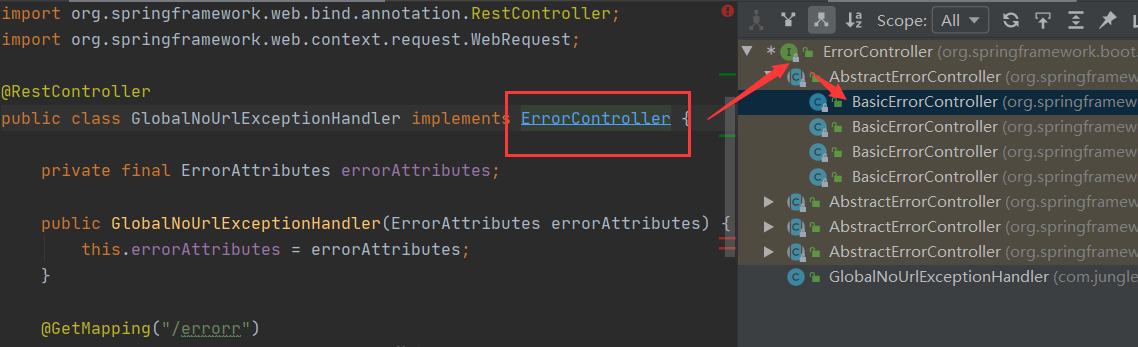 import org.springframework.web.bind.annotation.RestController;
import org.springframework.web.context.request.WebRequest;
@RestController
public class GlobalNoUrlExceptionHandler implements ErrorController {
private final ErrorAttributes errorAttributes;
public GlobalNoUrlExceptionHandler(ErrorAttributes errorAttributes) {
this.errorAttributes = errorAttributes;
}
@GetMapping("/errorr")
Scope: All
* ErrorController (org.springframework.boot.
AbstractErrorController (org.springframew
BasicErrorController (org.springframew
BasicErrorController (org.springframew
BasicErrorController (org.springframew
BasicErrorController (org.springframew
AbstractErrorController (org.springframew
AbstractErrorController (org.springframew
AbstractErrorController (org.springframew
GlobalNoUrlExceptionHandler (com.jungle